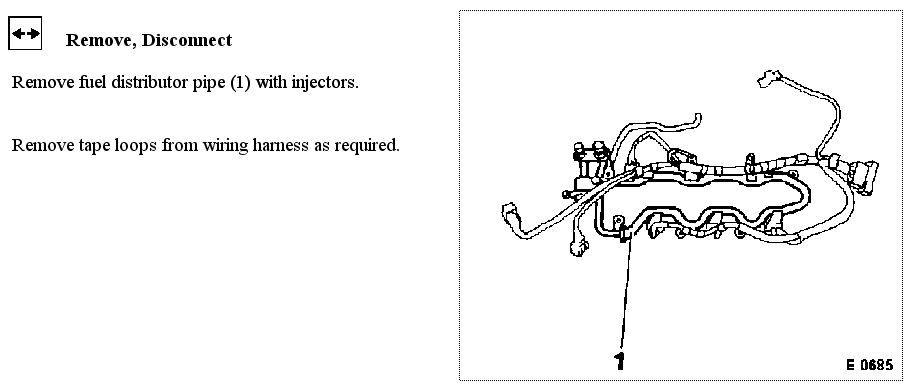 Remove, Disconnect
Remove fuel distributor pipe (1) with injectors.
Remove tape loops from wiring harness as required.
1
E 0685